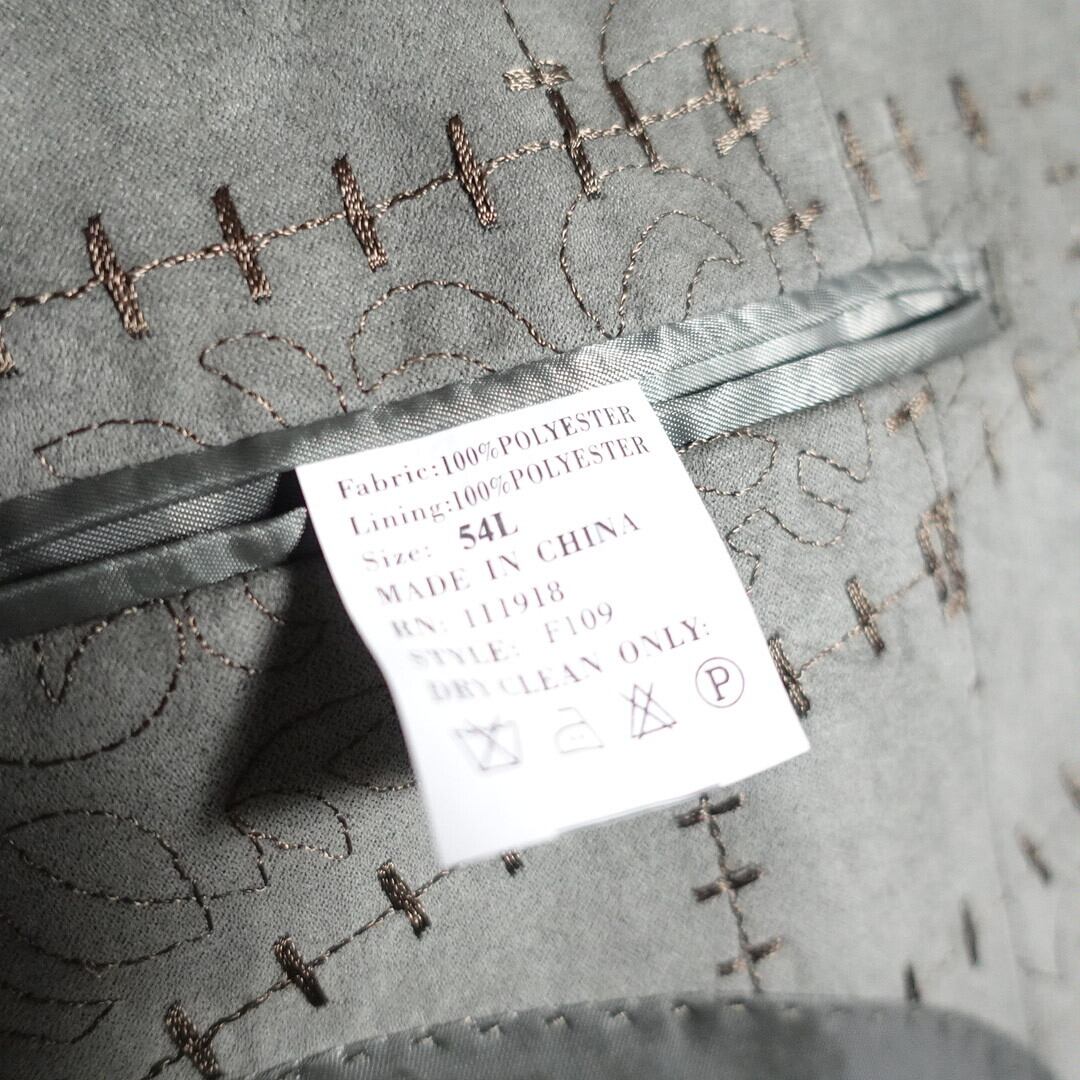 Fabric:100%POLYESTER
Lining:100%POLYESTER
Size: 54L
MADE IN CHINA
RN: 111918
STYLE: F109
DRY CLEAN ONLY:
P